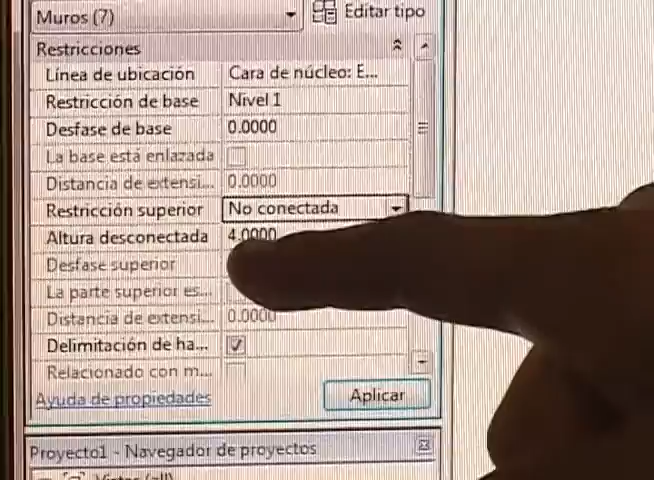 Muros (7)
Editar tipo
Restricciones
Línea de ubicación Cara de núcleo: E...
Restricción de base Nivel 1
Desfase de base 0.0000
La base está enlazada
Distancia de extensi... 0.0000
Restricción superior No conectada
Altura desconectada 4.0000
Desfase superior
La parte superior es...
Distancia de extensi... 0.0000
Delimitación de ha...
Relacionado con m...
Ayuda de propiedades Aplicar
Proyecto1 - Navegador de proyectos
Vistas (all)